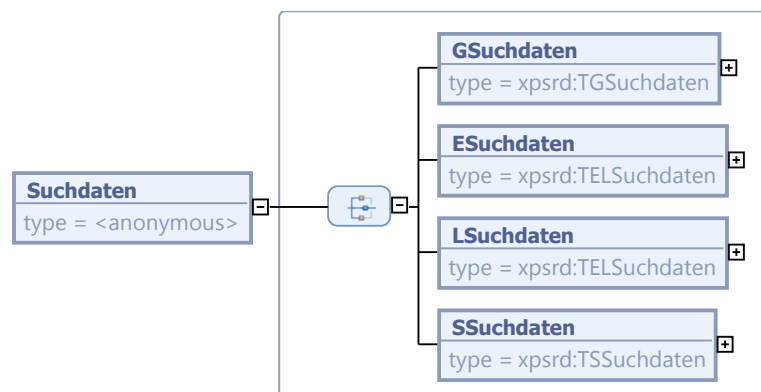 GSuchdaten
type = xpsrd:TGSuchdaten
ESuchdaten
type = xpsrd:TELSuchdaten
Suchdaten
type = <anonymous>
LSuchdaten
type = xpsrd:TELSuchdaten
SSuchdaten
type = xpsrd:TSSuchdaten